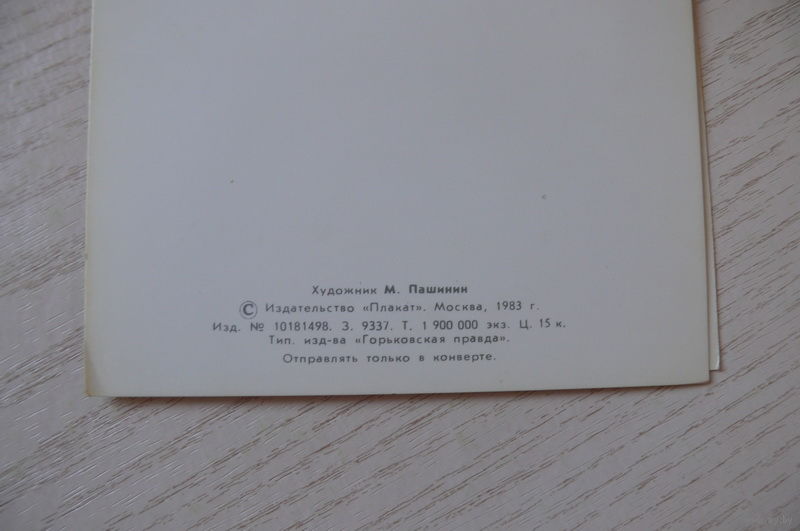 Художник М. Пашинин
© Издательство «Плакат». Москва, 1983 г.
Изд. № 10181498. З. 9337. Т. 1 900 000 экз. Ц. 15 к.
Тип. изд-ва «Горьковская правда».
Отправлять только в конверте.